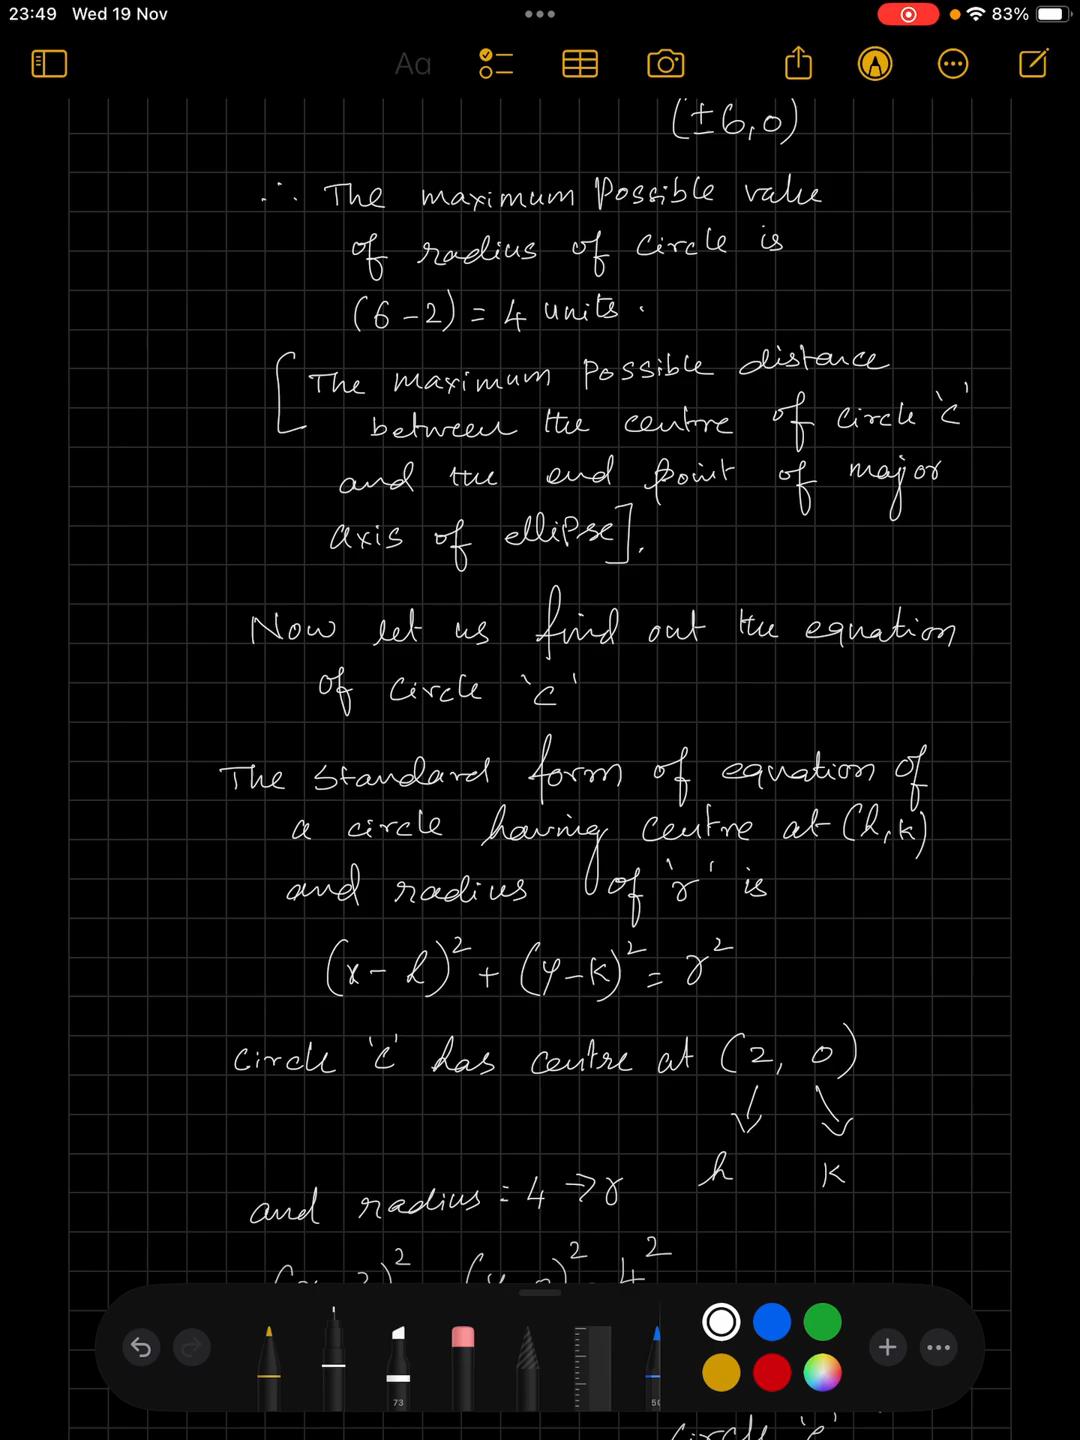 23:49 Wed 19 Nov
83%
Aa
(±6,0)
∴ The maximum possible value
of radius of circle is
(6-2) = 4 units.
[The maximum possible distance
between the centre of circle 'c'
and the end point of major
axis of ellipse].
Now let us find out the equation
of circle 'c'
The standard form of equation of
a circle having centre at (h,k)
and radius of 'r' is
(x-h)² + (y-k)² = r²
circle 'c' has centre at (2, 0)
↓ ↘
h k
and radius = 4 → r
73
50